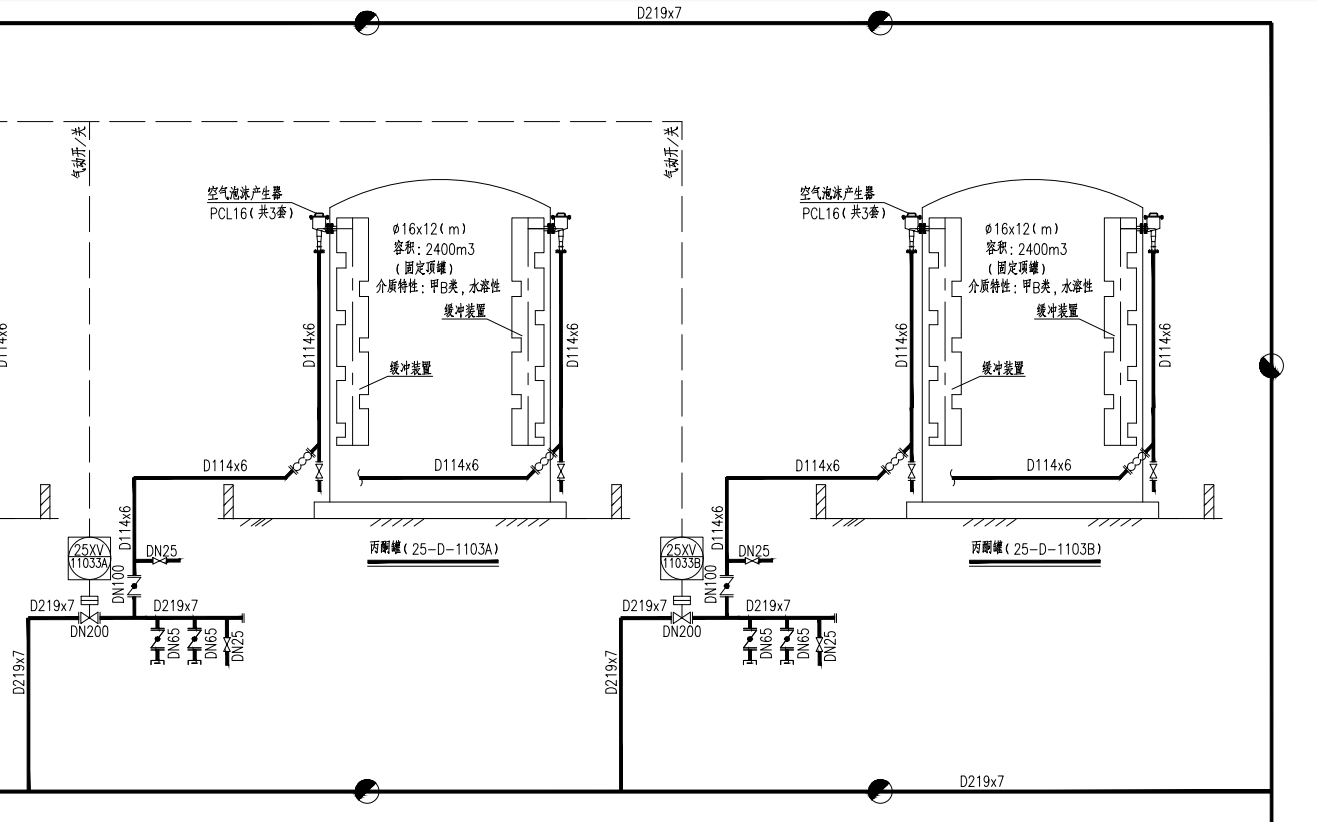 D219x7
气动开/关
气动开/关
空气泡沫产生器
PCL16(共3套)
空气泡沫产生器
PCL16(共3套)
ø16x12(m)
容积：2400m3
(固定顶罐)
介质特性：甲B类，水溶性
缓冲装置
缓冲装置
ø16x12(m)
容积：2400m3
(固定顶罐)
介质特性：甲B类，水溶性
缓冲装置
缓冲装置
D114x6
D114x6
D114x6
D114x6
D114x6
D114x6
D114x6
D114x6
D114x6
D114x6
D114x6
丙酮罐(25-D-1103A)
丙酮罐(25-D-1103B)
25XV
11033A
DN25
DN100
25XV
11033B
DN25
DN100
D219x7
D219x7
DN200
DN65
DN65
DN25
D219x7
D219x7
DN200
DN65
DN65
DN25
D219x7
D219x7
D219x7